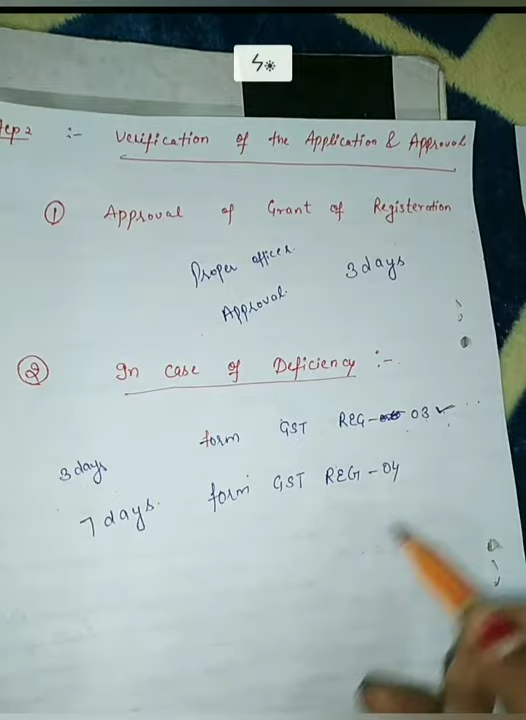 tep 2 :- Verification of the Application & Approval
① Approval of Grant of Registeration
Proper officer. 3 days
Approval.
② In case of Deficiency :-
form GST REG- 03 ✓
3 days
form GST REG-04
7 days.